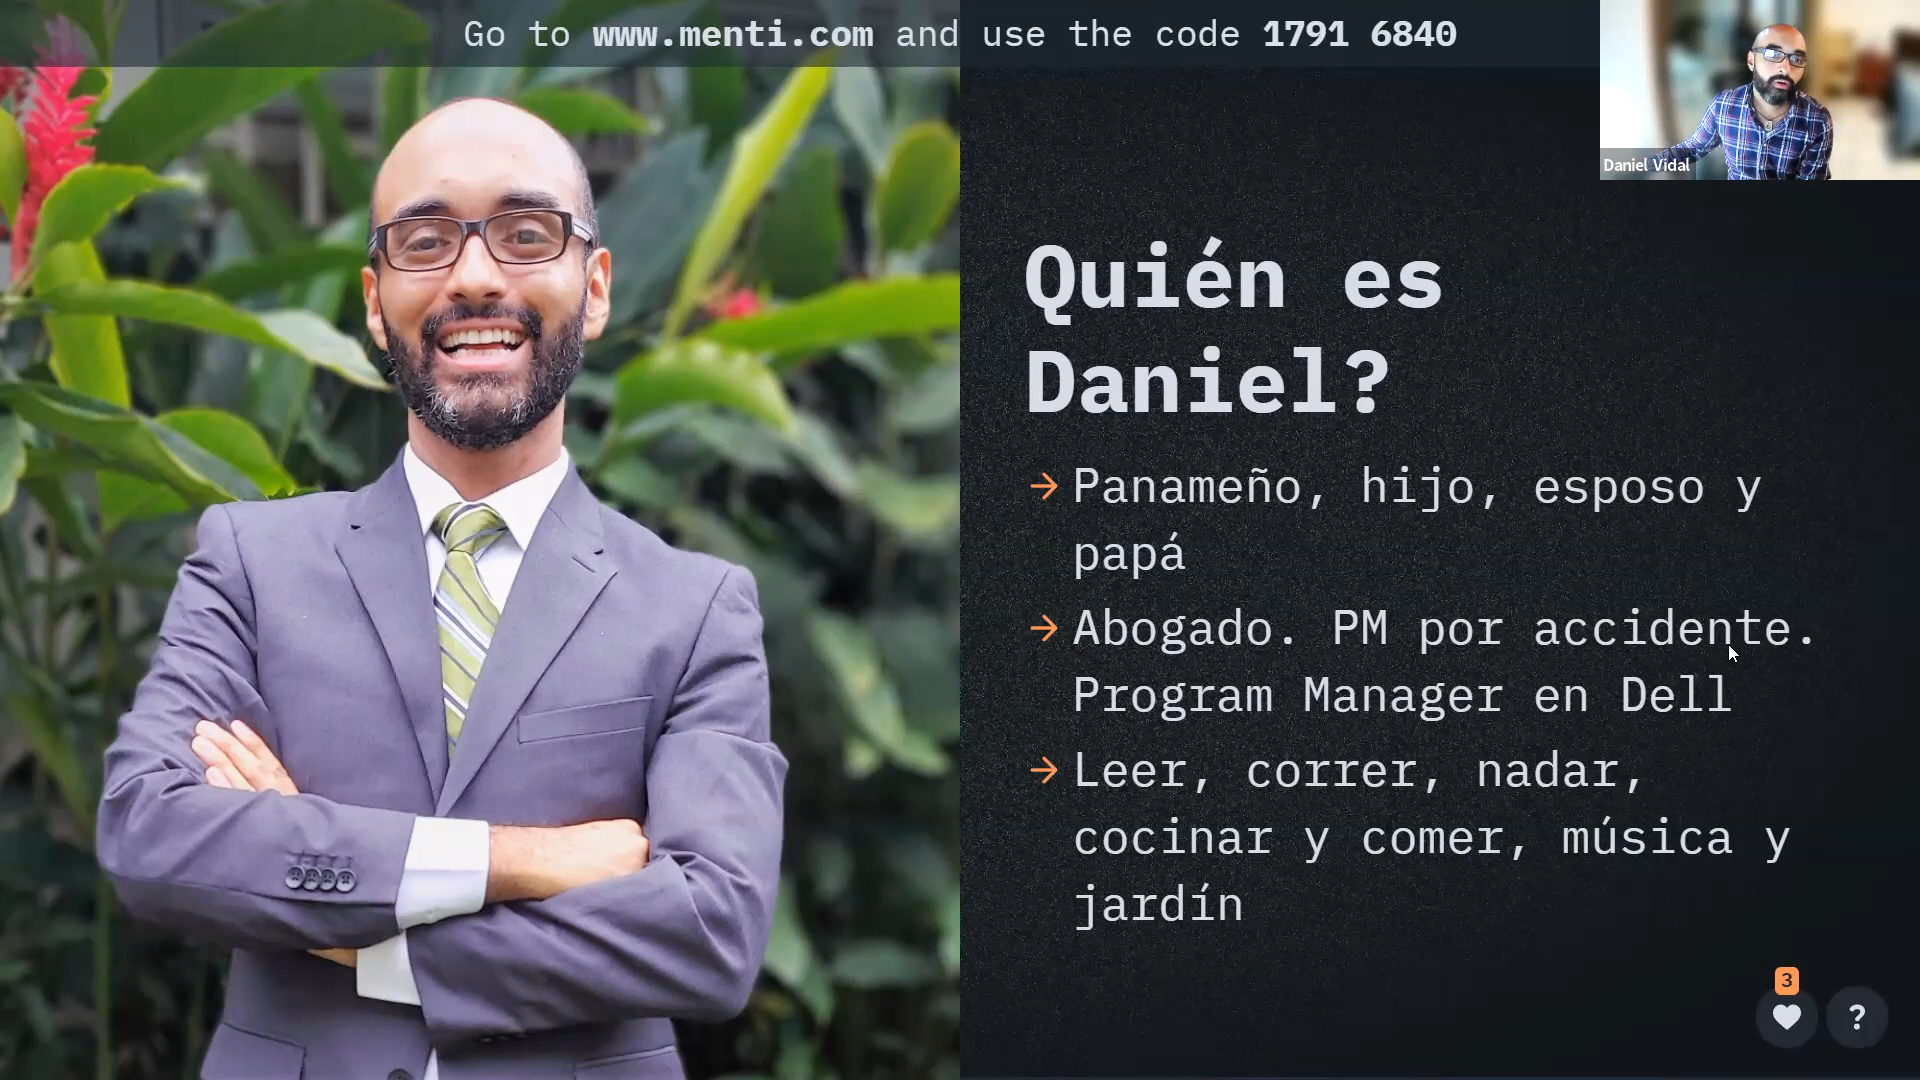 Go to www.menti.com and use the code 1791 6840
Daniel Vidal
Quién es
Daniel?
→ Panameño, hijo, esposo y
papá
→ Abogado. PM por accidente.
Program Manager en Dell
→ Leer, correr, nadar,
cocinar y comer, música y
jardín
3
?